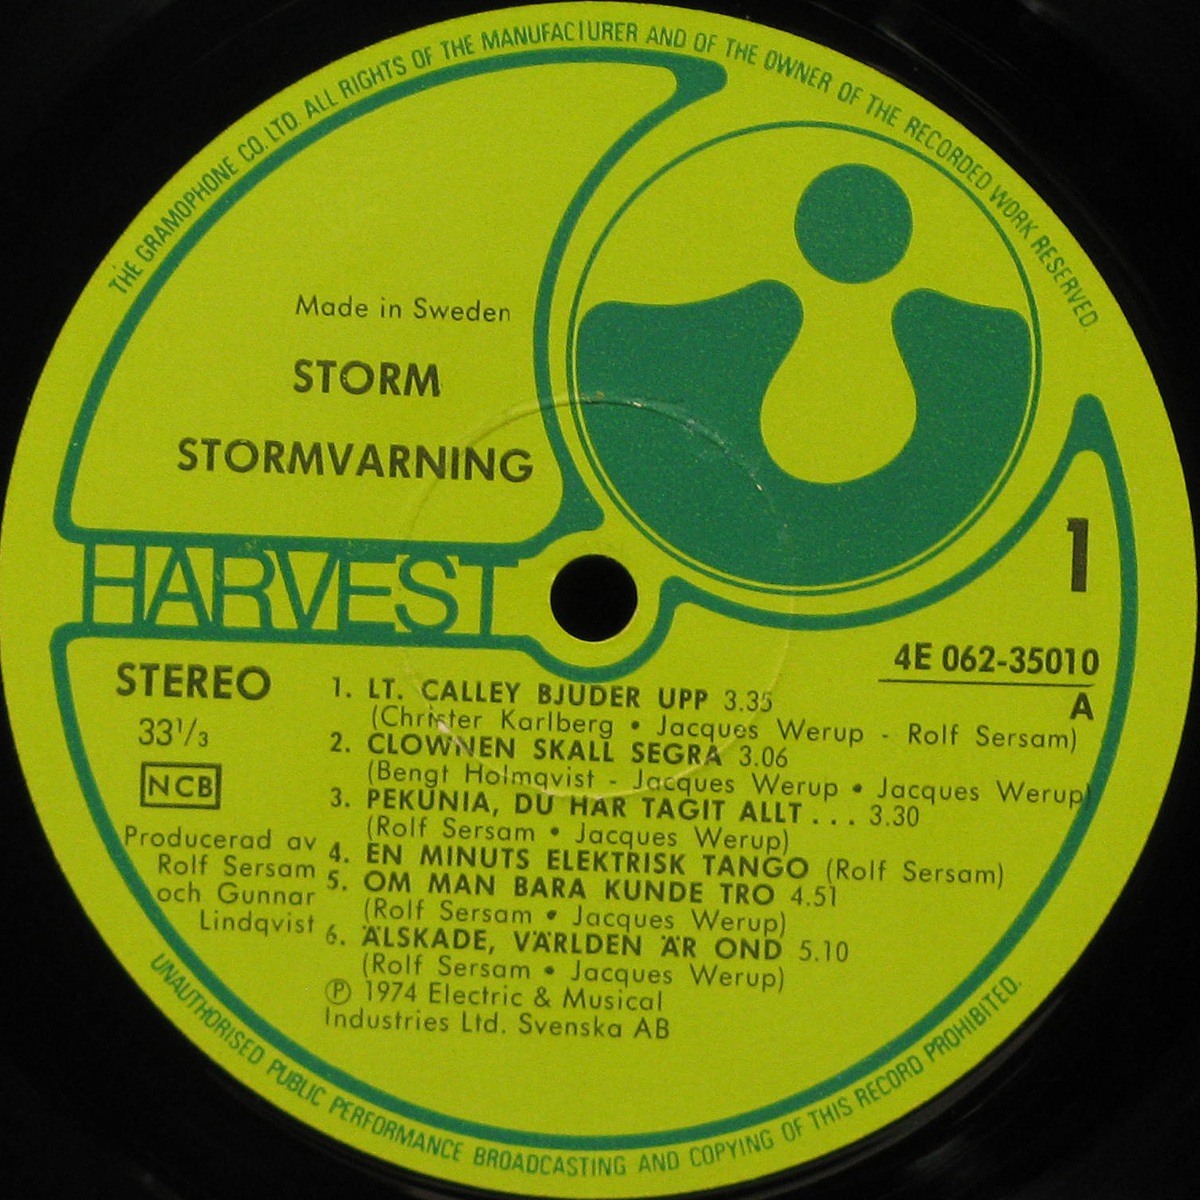 THE GRAMOPHONE CO. LTD. ALL RIGHTS OF THE MANUFACTURER AND OF THE OWNER OF THE RECORDED WORK RESERVED.
Made in Sweden
STORM
STORMVARNING
HARVEST
1
4E 062-35010
A
STEREO
33 1/3
NCB
Producerad av
Rolf Sersam
och Gunnar
Lindqvist
1. LT. CALLEY BJUDER UPP 3.35
(Christer Karlberg • Jacques Werup - Rolf Sersam)
2. CLOWNEN SKALL SEGRA 3.06
(Bengt Holmqvist - Jacques Werup • Jacques Werup)
3. PEKUNIA, DU HAR TAGIT ALLT . . . 3.30
(Rolf Sersam • Jacques Werup)
4. EN MINUTS ELEKTRISK TANGO (Rolf Sersam)
5. OM MAN BARA KUNDE TRO 4.51
(Rolf Sersam • Jacques Werup)
6. ÄLSKADE, VÄRLDEN ÄR OND 5.10
(Rolf Sersam • Jacques Werup)
Ⓟ 1974 Electric & Musical
Industries Ltd. Svenska AB
UNAUTHORISED PUBLIC PERFORMANCE BROADCASTING AND COPYING OF THIS RECORD PROHIBITED.